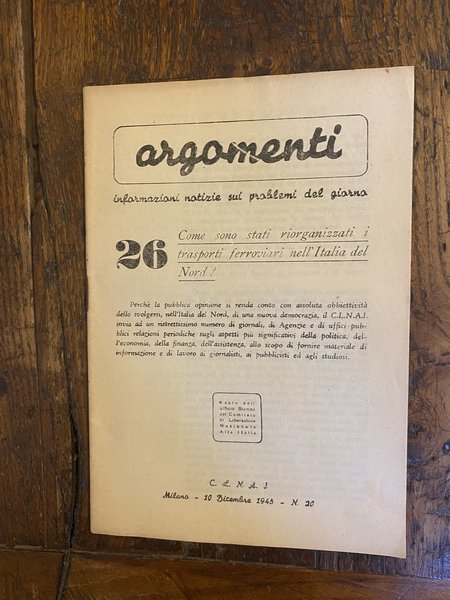 argomenti
informazioni notizie sui problemi del giorno
26
Come sono stati riorganizzati i
trasporti ferroviari nell'Italia del
Nord?
Perchè la pubblica opinione si renda conto con assoluta obbiettività
dello svolgersi, nell'Italia del Nord, di una nuova democrazia, il C.L.N.A.I.
invia ad un ristrettissimo numero di giornali, di Agenzie e di uffici pub-
blici relazioni periodiche sugli aspetti più significativi della politica, del-
l'economia, della finanza, dell'assistenza, allo scopo di fornire materiale di
informazione e di lavoro ai giornalisti, ai pubblicisti ed agli studiosi.
A cura dell'
Ufficio Stampa
del Comitato
di Liberazione
Nazionale
Alta Italia
C. L. N. A. I.
Milano - 10 Dicembre 1945 - N. 20